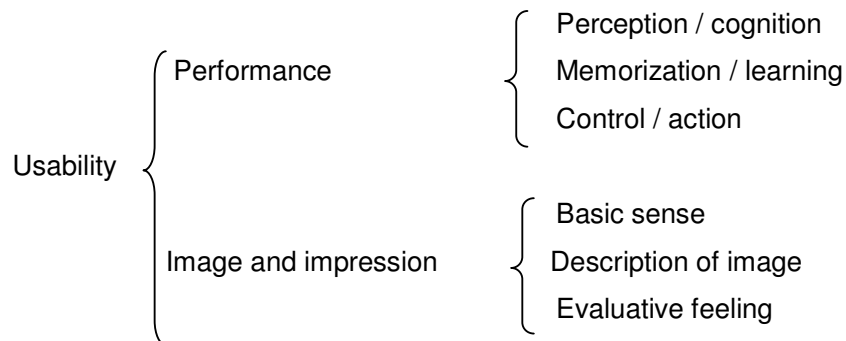 Usability
Performance
Perception / cognition
Memorization / learning
Control / action
Image and impression
Basic sense
Description of image
Evaluative feeling